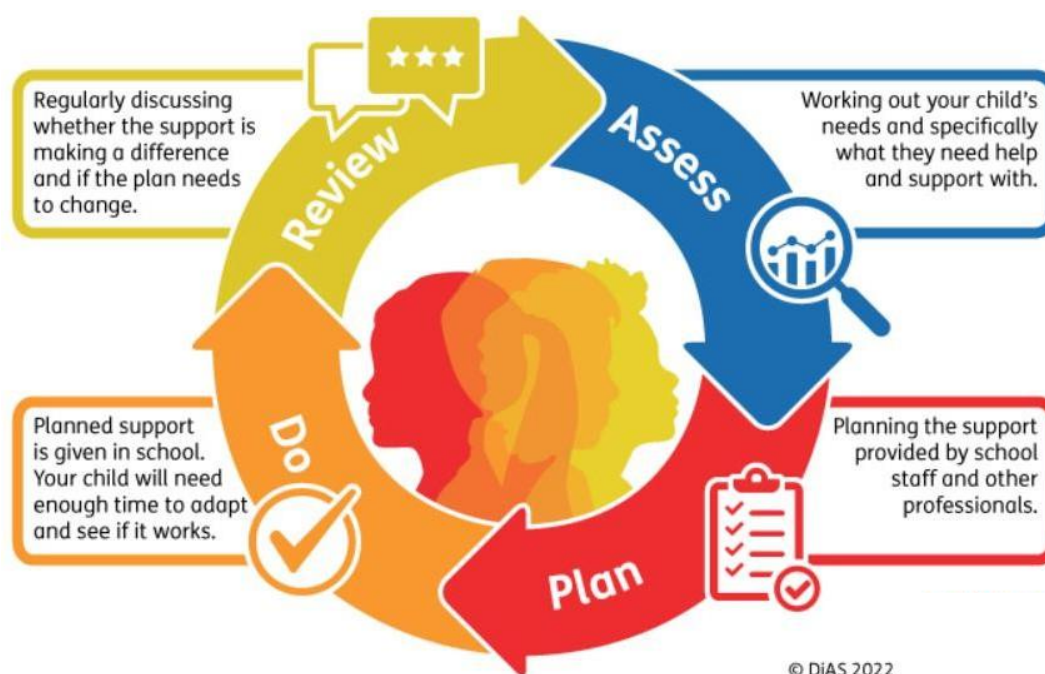 Regularly discussing
whether the support is
making a difference
and if the plan needs
to change.
Review
Assess
Working out your child's
needs and specifically
what they need help
and support with.
Planned support
is given in school.
Your child will need
enough time to adapt
and see if it works.
Do
Plan
Planning the support
provided by school
staff and other
professionals.
© DiAS 2022